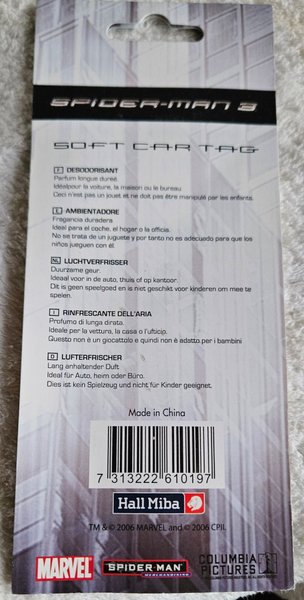 SPIDER-MAN 3
SOFT CAR TAG
F DESODORISANT
Parfum longue dureé.
Idéalpour la voiture, la maison ou le bureau.
Ceci n'est pas un jouet et ne doit pas être manipulé par les enfants.
E AMBIENTADORE
Fragancia duradera
Ideal para el coche, el hogar o la officia.
No se trata de un juguete y por tanto no es adecuado para que los
niños jueguen con él.
NL LUCHTVERFRISSER
Duurzame geur.
Ideaal voor in de auto, thuis of op kantoor.
Dit is geen speelgoed en is niet geschikt voor kinderen om mee te
spelen.
I RINFRESCANTE DELL'ARIA
Profumo di lunga dirata.
Ideale per la vettura, la casa o l'ufficip.
Questo non è un giocattolo e quindi non è adatto per i bambini
D LUFTERFRISCHER
Lang anhaltender Duft
Ideal für Auto, heim oder Büro.
Dies ist kein Spielzeug und nicht für Kinder geeignet.
Made in China
7 313222 610197
Hall Miba
TM & © 2006 MARVEL and © 2006 CPII.
MARVEL
SPIDER-MAN
MERCHANDISING
COLUMBIA
PICTURES